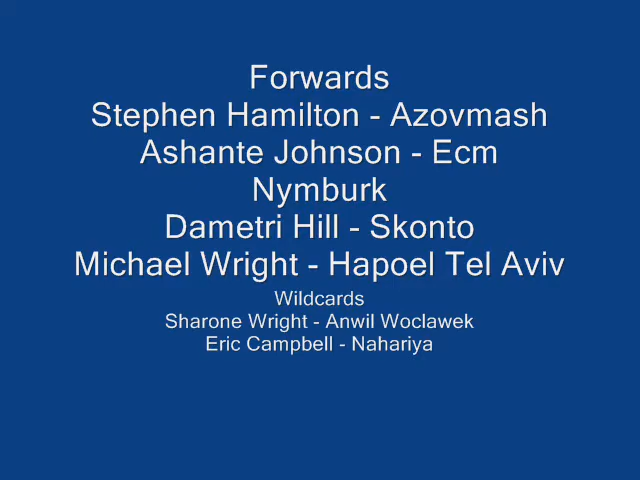 Forwards
Stephen Hamilton - Azovmash
Ashante Johnson - Ecm
Nymburk
Dametri Hill - Skonto
Michael Wright - Hapoel Tel Aviv
Wildcards
Sharone Wright - Anwil Woclawek
Eric Campbell - Nahariya